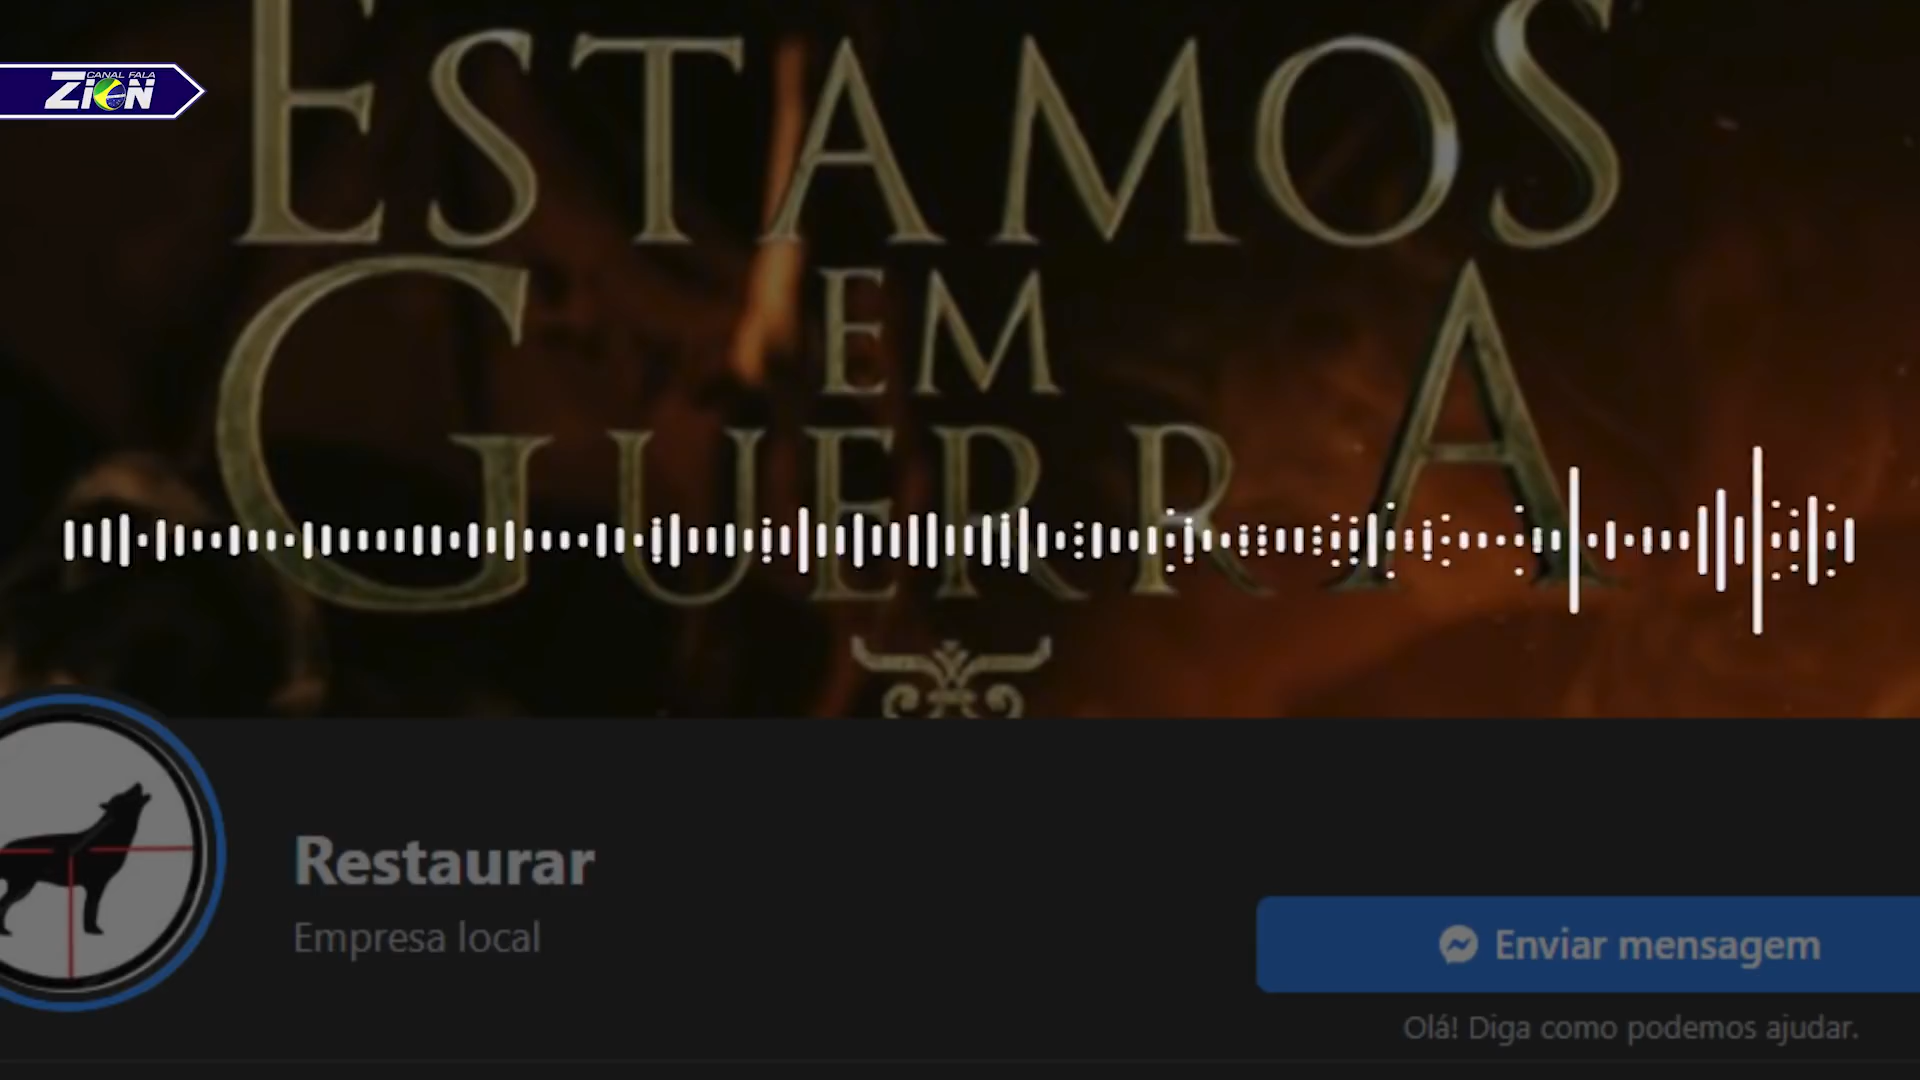 CANAL FALA
ZION
ESTAMOS
EM
GUERRA
Restaurar
Empresa local
Enviar mensagem
Olá! Diga como podemos ajudar.